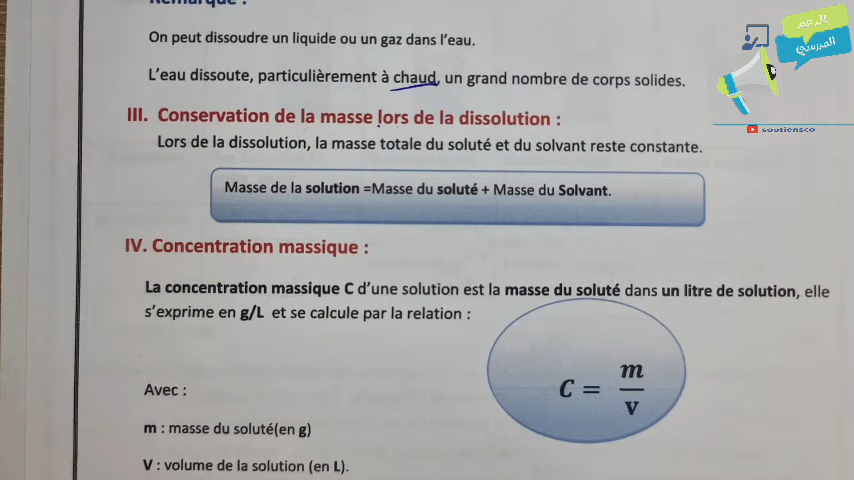 Remarque :
On peut dissoudre un liquide ou un gaz dans l'eau.
L'eau dissoute, particulièrement à chaud, un grand nombre de corps solides.
III. Conservation de la masse lors de la dissolution :
Lors de la dissolution, la masse totale du soluté et du solvant reste constante.
Masse de la solution =Masse du soluté + Masse du Solvant.
IV. Concentration massique :
La concentration massique C d'une solution est la masse du soluté dans un litre de solution, elle
s'exprime en g/L et se calcule par la relation :
C = m/v
Avec :
m : masse du soluté(en g)
V : volume de la solution (en L).
الدعم
المدرسي
soutiensco